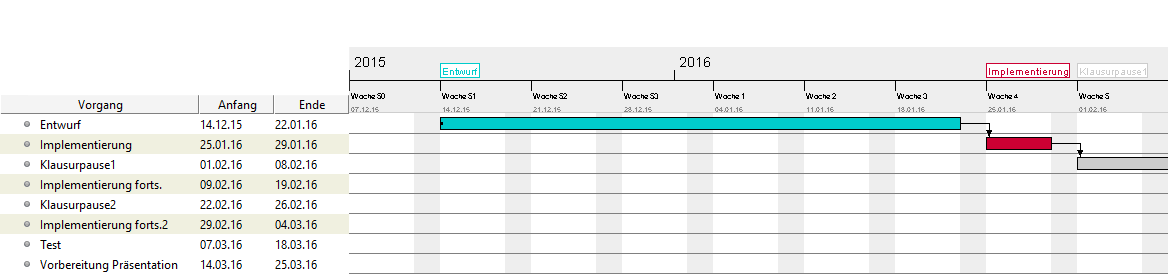 2015 2016
Entwurf Implementierung Klausurpause1
Woche 50 Woche 51 Woche 52 Woche 53 Woche 1 Woche 2 Woche 3 Woche 4 Woche 5
07.12.15 14.12.15 21.12.15 28.12.15 04.01.16 11.01.16 18.01.16 25.01.16 01.02.16
Vorgang Anfang Ende
Entwurf 14.12.15 22.01.16
Implementierung 25.01.16 29.01.16
Klausurpause1 01.02.16 08.02.16
Implementierung forts. 09.02.16 19.02.16
Klausurpause2 22.02.16 26.02.16
Implementierung forts.2 29.02.16 04.03.16
Test 07.03.16 18.03.16
Vorbereitung Präsentation 14.03.16 25.03.16